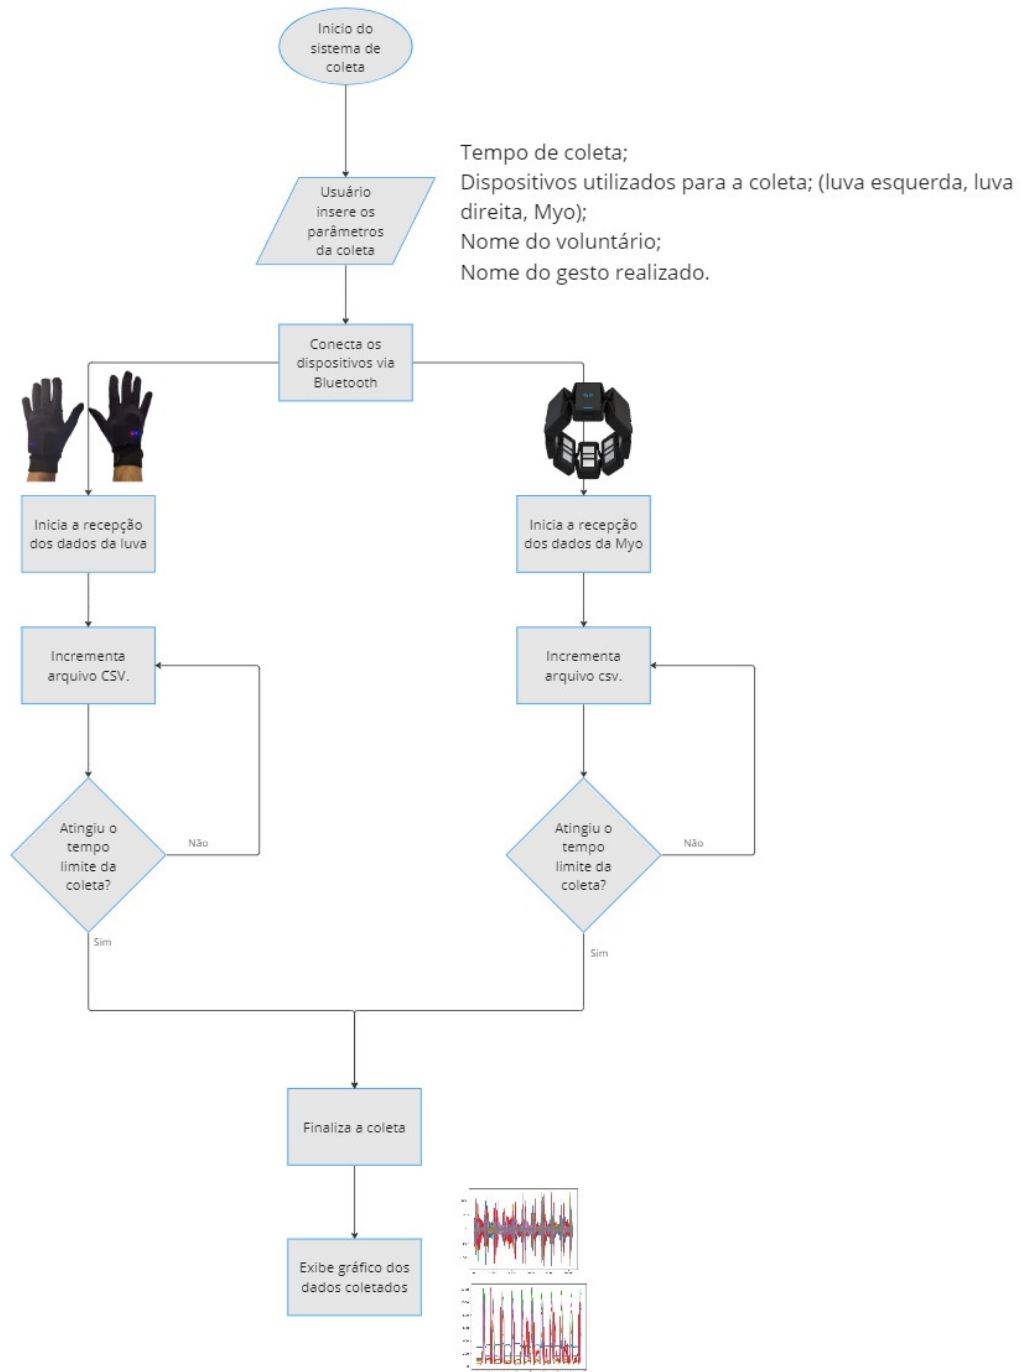 Inicio do
sistema de
coleta
Tempo de coleta;
Dispositivos utilizados para a coleta; (luva esquerda, luva
direita, Myo);
Nome do voluntário;
Nome do gesto realizado.
Usuário
insere os
parâmetros
da coleta
Conecta os
dispositivos via
Bluetooth
Inicia a recepção
dos dados da luva
Inicia a recepção
dos dados da Myo
Incrementa
arquivo CSV.
Incrementa
arquivo csv.
Atingiu o
tempo
limite da
coleta?
Não
Sim
Atingiu o
tempo
limite da
coleta?
Não
Sim
Finaliza a coleta
Exibe gráfico dos
dados coletados